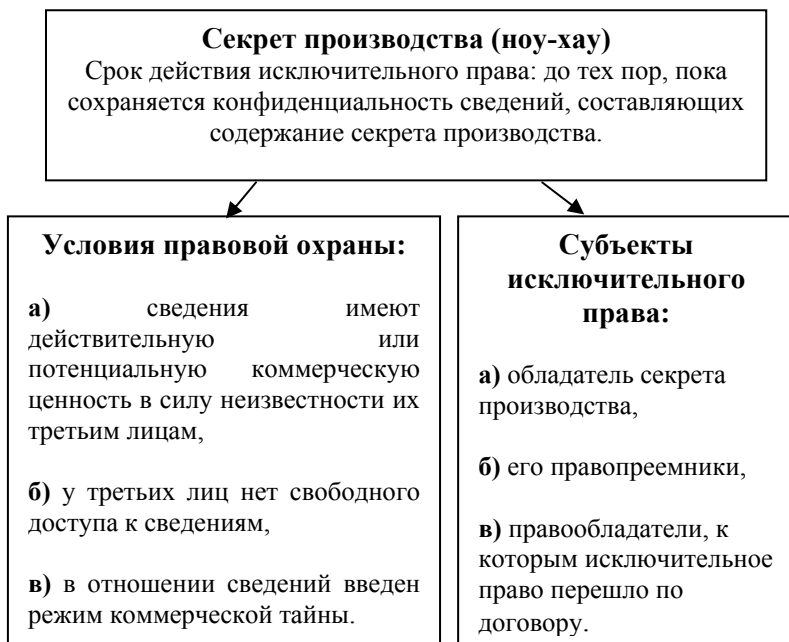 Секрет производства (ноу-хау)
Срок действия исключительного права: до тех пор, пока
сохраняется конфиденциальность сведений, составляющих
содержание секрета производства.
Условия правовой охраны:
а) сведения имеют
действительную или
потенциальную коммерческую
ценность в силу неизвестности их
третьим лицам,
б) у третьих лиц нет свободного
доступа к сведениям,
в) в отношении сведений введен
режим коммерческой тайны.
Субъекты
исключительного
права:
а) обладатель секрета
производства,
б) его правопреемники,
в) правообладатели, к
которым исключительное
право перешло по
договору.